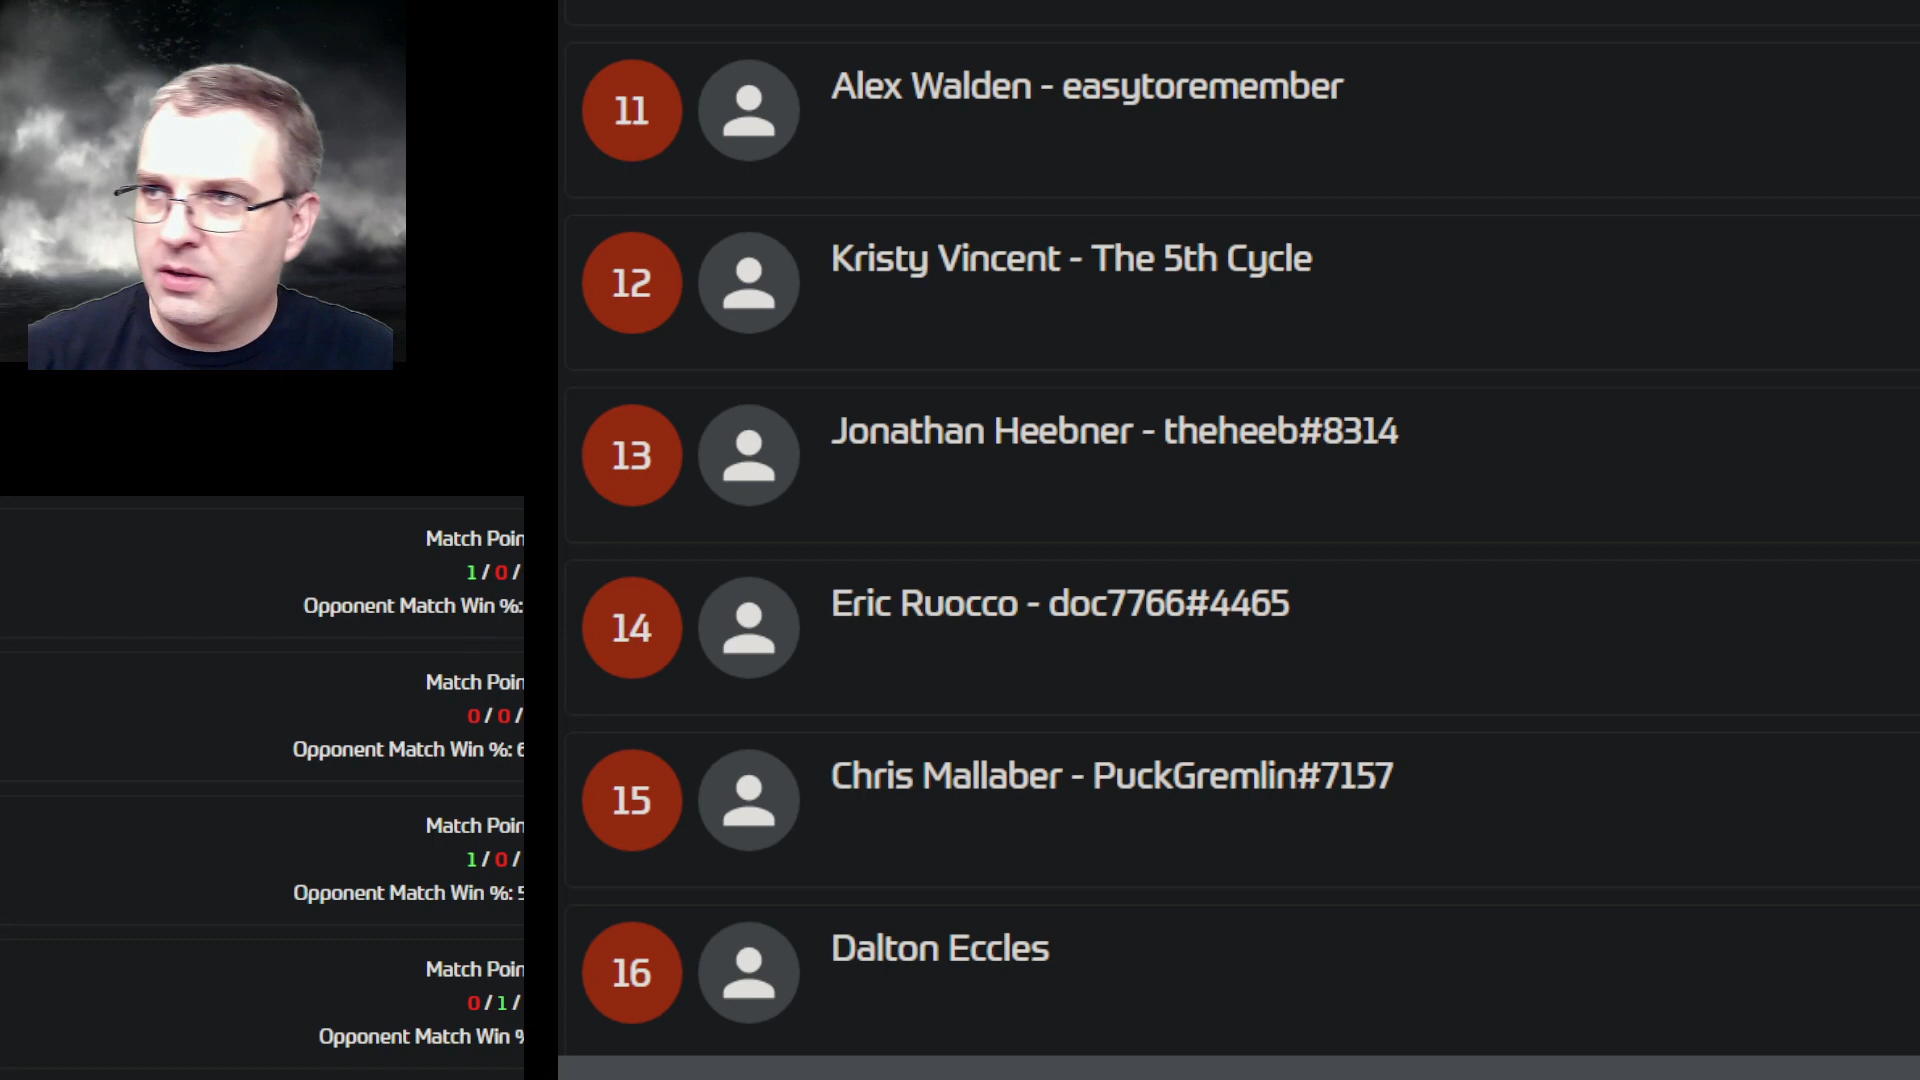 11
Alex Walden - easytoremember
12
Kristy Vincent - The 5th Cycle
13
Jonathan Heebner - theheeb#8314
14
Eric Ruocco - doc7766#4465
15
Chris Mallaber - PuckGremlin#7157
16
Dalton Eccles
Match Poin
1 / 0 /
Opponent Match Win %:
Match Poin
0 / 0 /
Opponent Match Win %: 6
Match Poin
1 / 0 /
Opponent Match Win %: 5
Match Poin
0 / 1 /
Opponent Match Win %